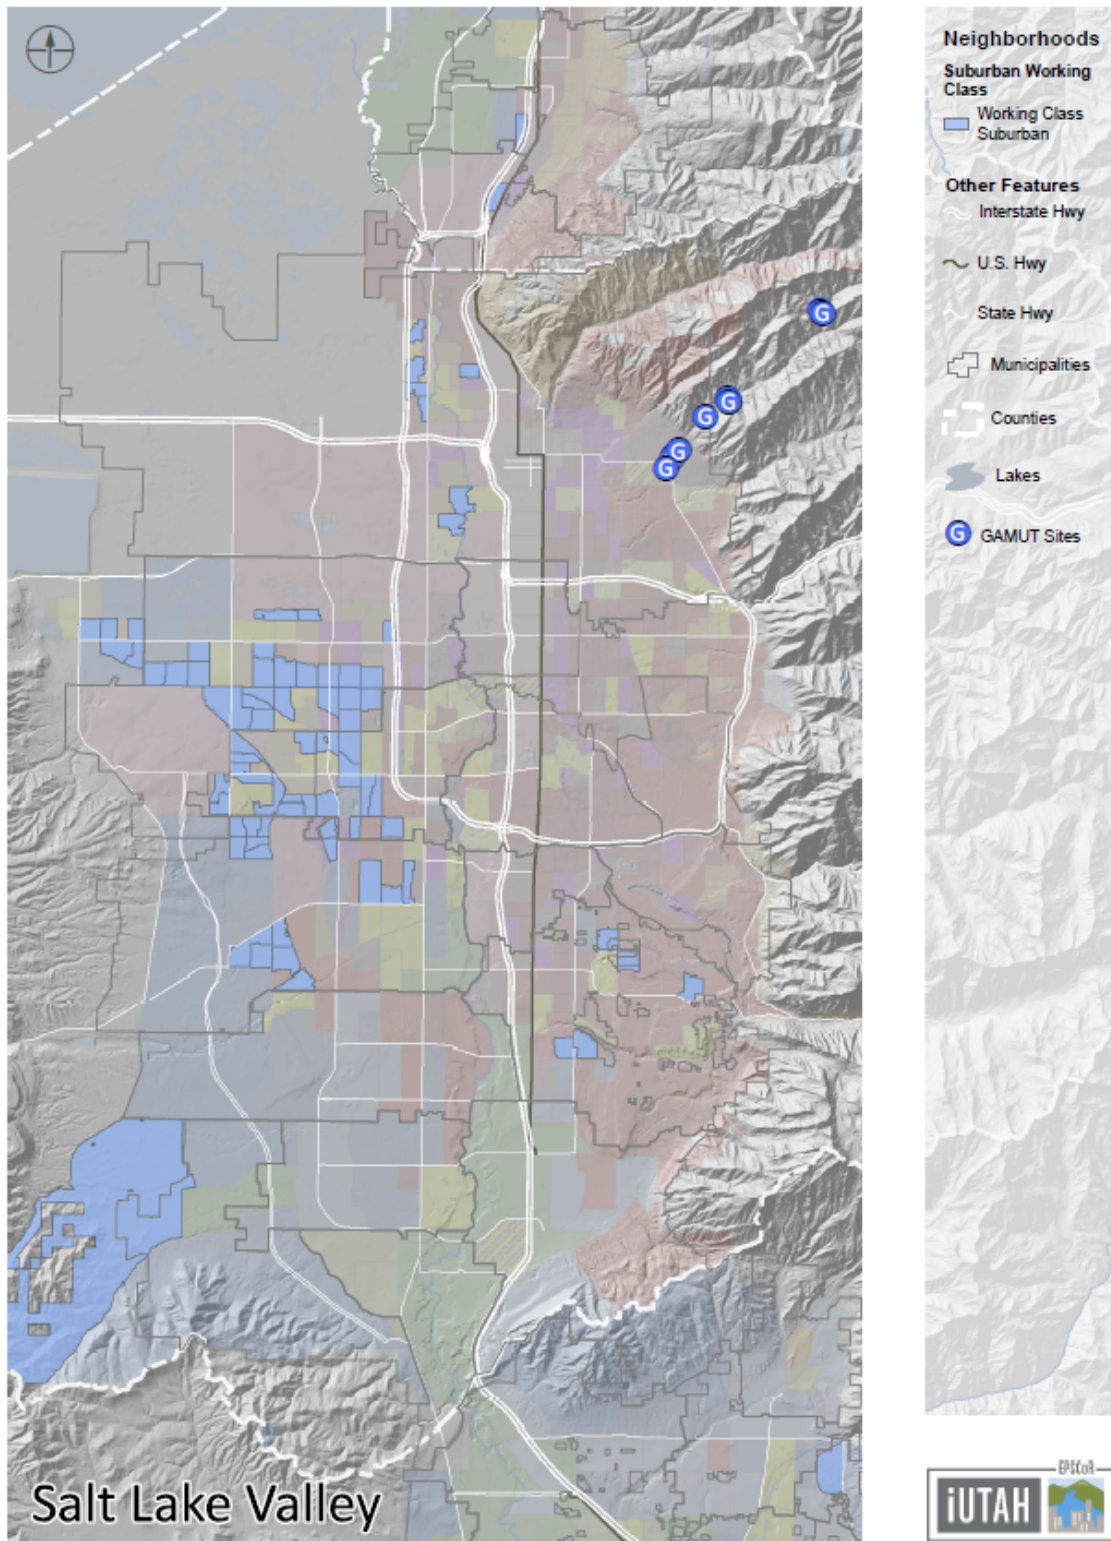 Neighborhoods
Suburban Working
Class
Working Class
Suburban
Other Features
Interstate Hwy
U.S. Hwy
State Hwy
Municipalities
Counties
Lakes
G GAMUT Sites
G
G
G
G
G
Salt Lake Valley
EPSCoR
iUTAH